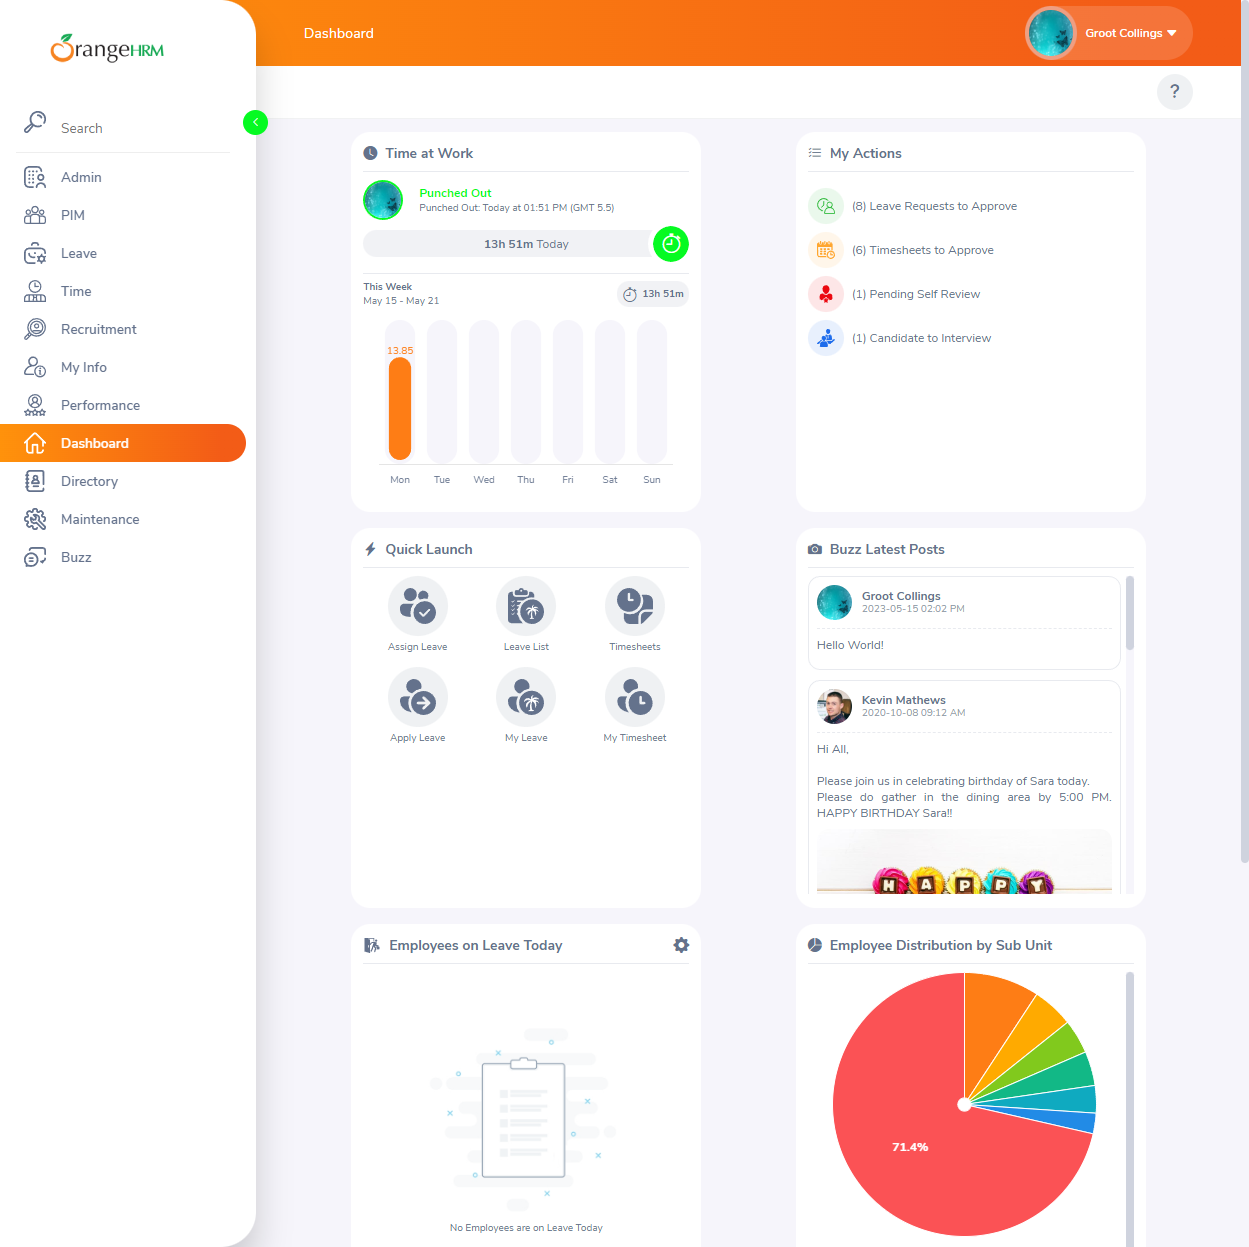 OrangeHRM
Search
Admin
PIM
Leave
Time
Recruitment
My Info
Performance
Dashboard
Directory
Maintenance
Buzz
Dashboard
Groot Collings
?
Time at Work
Punched Out
Punched Out: Today at 01:51 PM (GMT 5.5)
13h 51m Today
This Week
May 15 - May 21
13h 51m
13.85
Mon Tue Wed Thu Fri Sat Sun
My Actions
(8) Leave Requests to Approve
(6) Timesheets to Approve
(1) Pending Self Review
(1) Candidate to Interview
Quick Launch
Assign Leave Leave List Timesheets
Apply Leave My Leave My Timesheet
Buzz Latest Posts
Groot Collings
2023-05-15 02:02 PM
Hello World!
Kevin Mathews
2020-10-08 09:12 AM
Hi All,
Please join us in celebrating birthday of Sara today.
Please do gather in the dining area by 5:00 PM.
HAPPY BIRTHDAY Sara!!
HAPPY
Employees on Leave Today
No Employees are on Leave Today
Employee Distribution by Sub Unit
71.4%